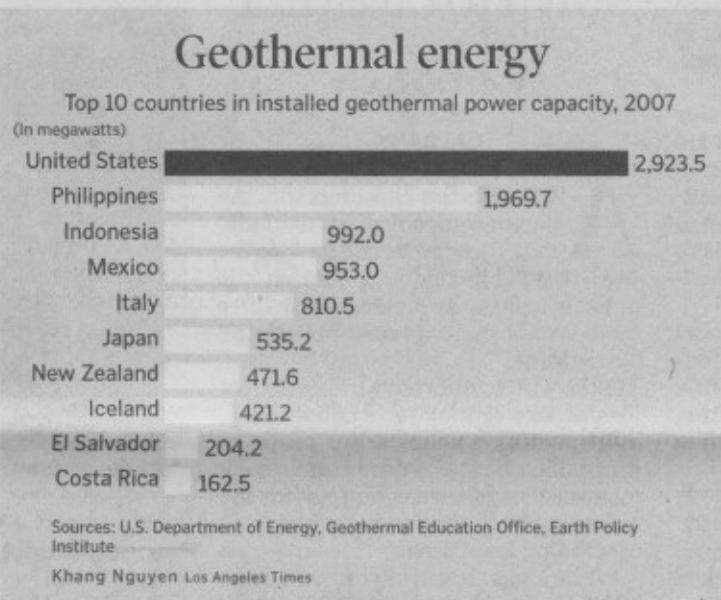 Geothermal energy
Top 10 countries in installed geothermal power capacity, 2007
(In megawatts)
United States 2,923.5
Philippines 1,969.7
Indonesia 992.0
Mexico 953.0
Italy 810.5
Japan 535.2
New Zealand 471.6
Iceland 421.2
El Salvador 204.2
Costa Rica 162.5
Sources: U.S. Department of Energy, Geothermal Education Office, Earth Policy
Institute
Khang Nguyen Los Angeles Times